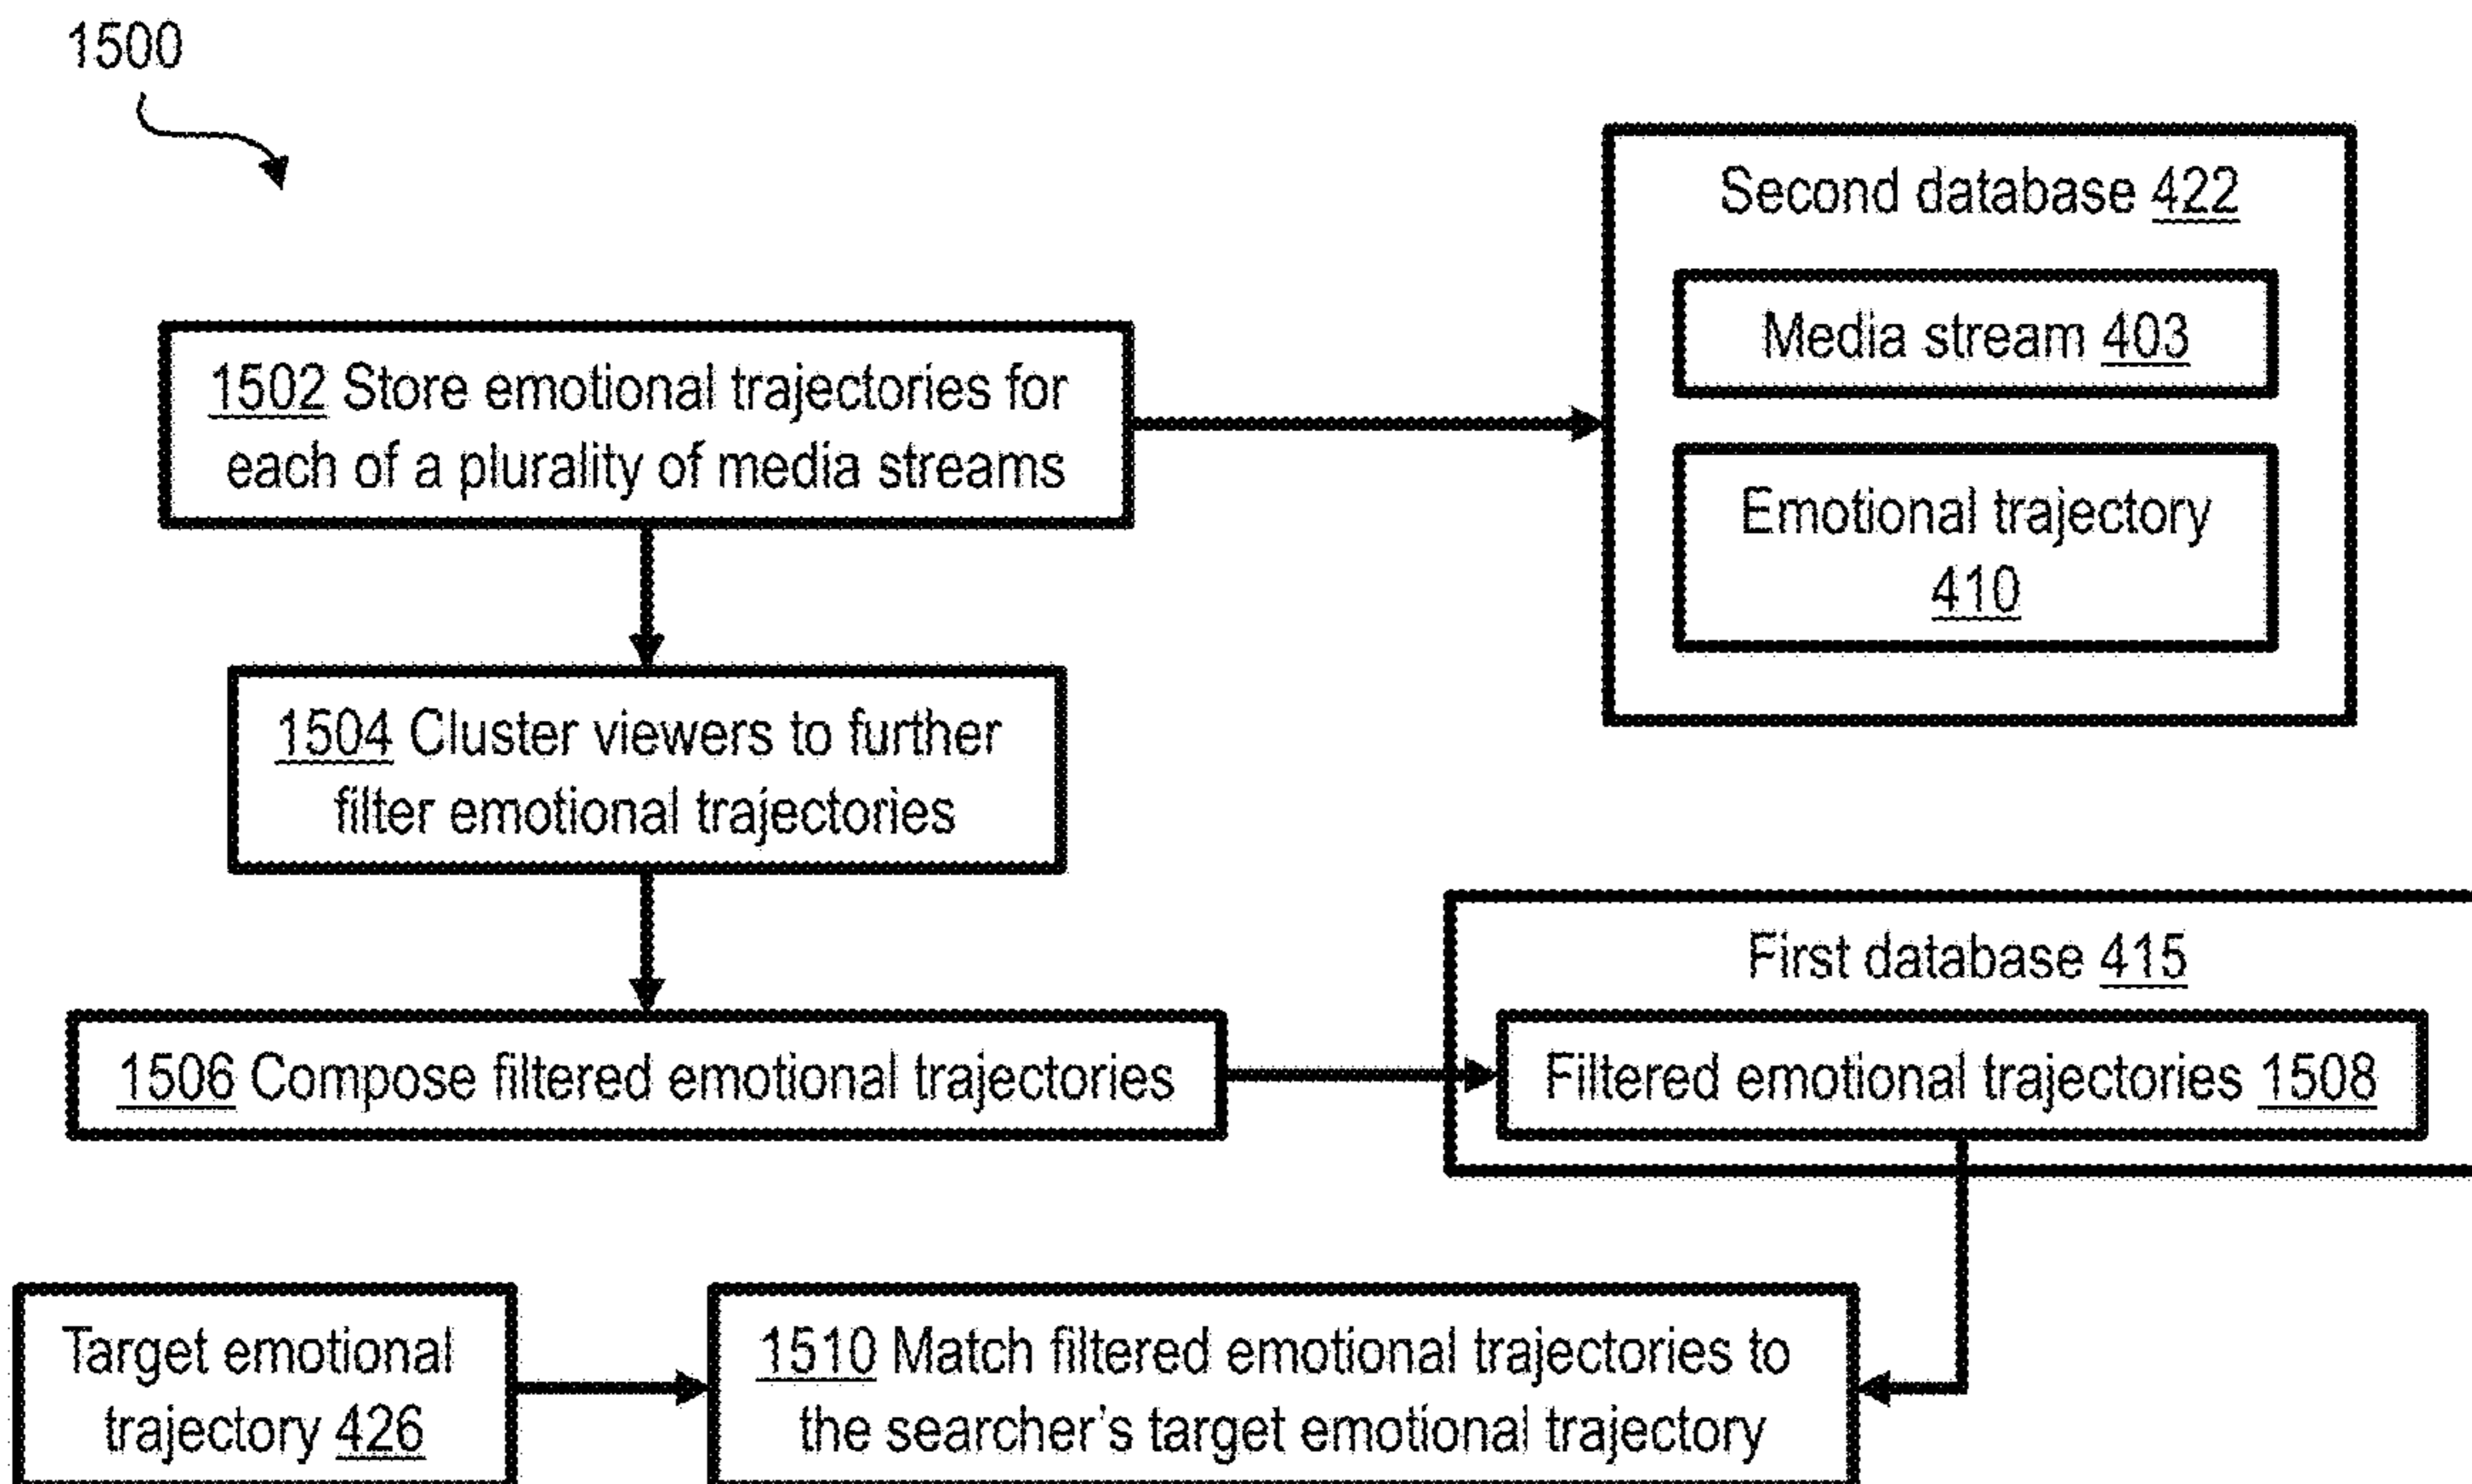 1500
Second database 422
Media stream 403
Emotional trajectory
410
1502 Store emotional trajectories for
each of a plurality of media streams
1504 Cluster viewers to further
filter emotional trajectories
First database 415
1506 Compose filtered emotional trajectories
Filtered emotional trajectories 1508
Target emotional
trajectory 426
1510 Match filtered emotional trajectories to
the searcher's target emotional trajectory